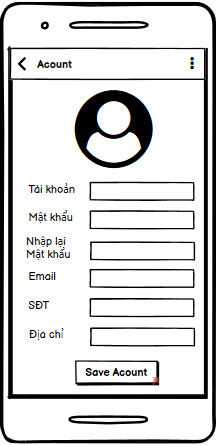 Acount
Tài khoản
Mật khẩu
Nhập lại
Mật khẩu
Email
SĐT
Địa chỉ
Save Acount